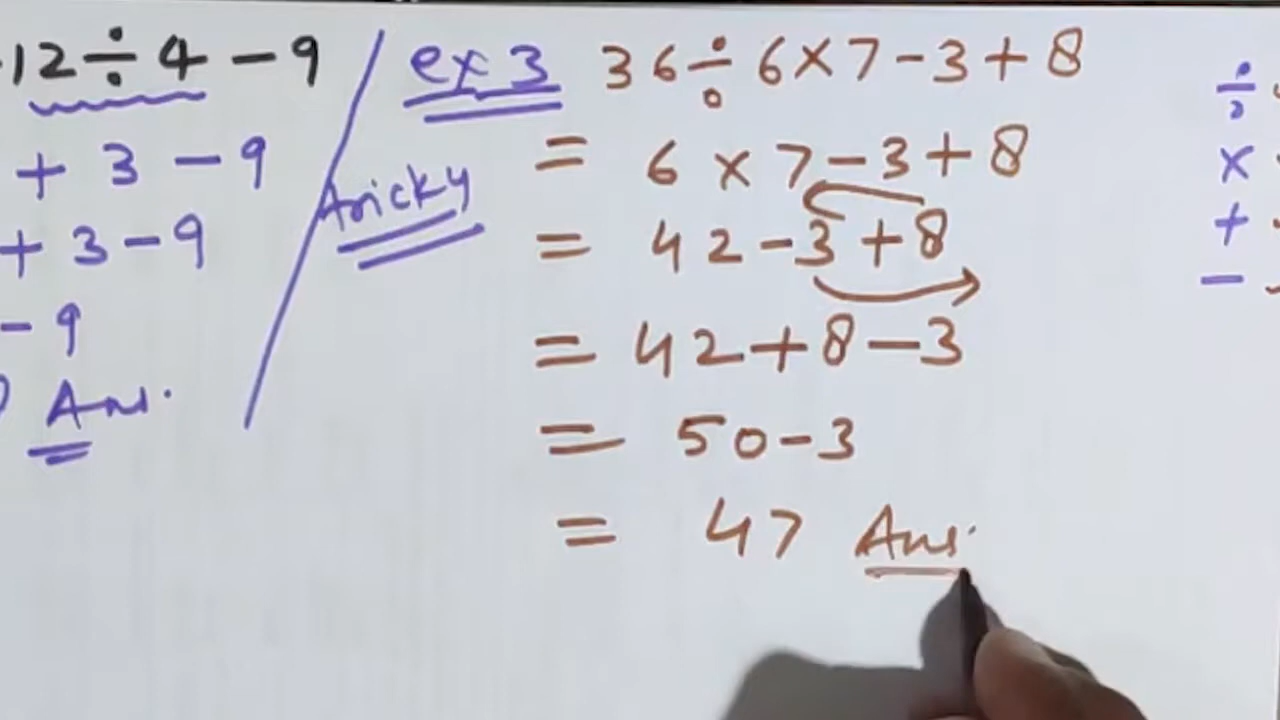 12 ÷ 4 - 9
+ 3 - 9
+ 3 - 9
- 9
Ans.
ex 3 36 ÷ 6 × 7 - 3 + 8
Tricky
= 6 × 7 - 3 + 8
= 42 - 3 + 8
= 42 + 8 - 3
= 50 - 3
= 47 Ans.
÷
×
+
-